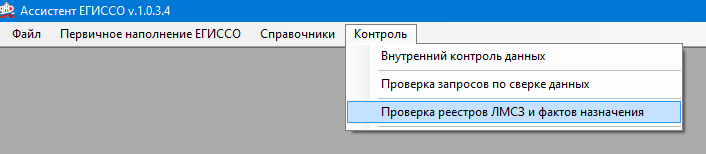 Ассистент ЕГИССО v.1.0.3.4
Файл Первичное наполнение ЕГИССО Справочники Контроль
Внутренний контроль данных
Проверка запросов по сверке данных
Проверка реестров ЛМСЗ и фактов назначения